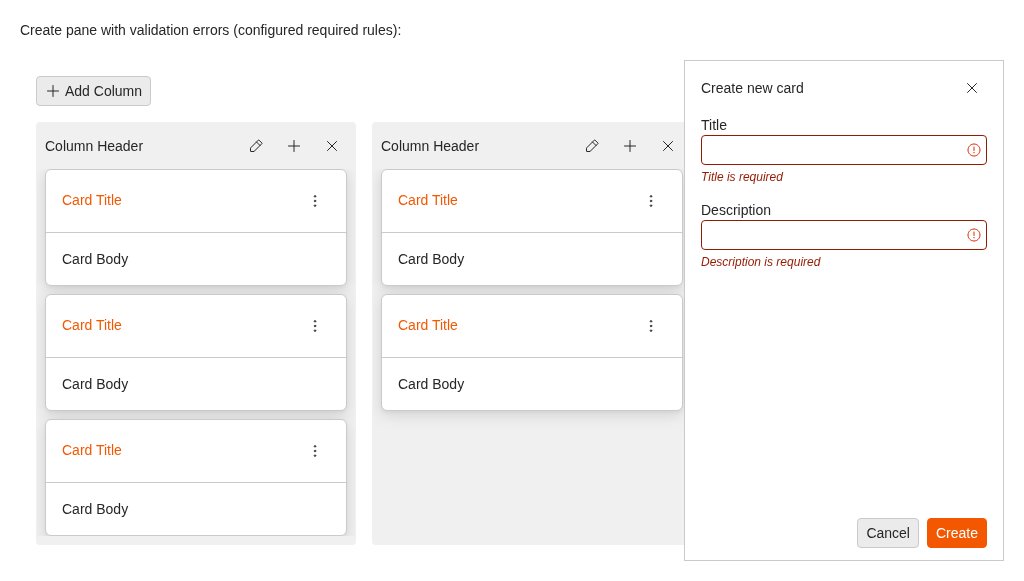 Create pane with validation errors (configured required rules):
Add Column
Column Header
Card Title
Card Body
Card Title
Card Body
Card Title
Card Body
Column Header
Card Title
Card Body
Card Title
Card Body
Create new card
Title
Title is required
Description
Description is required
Cancel
Create